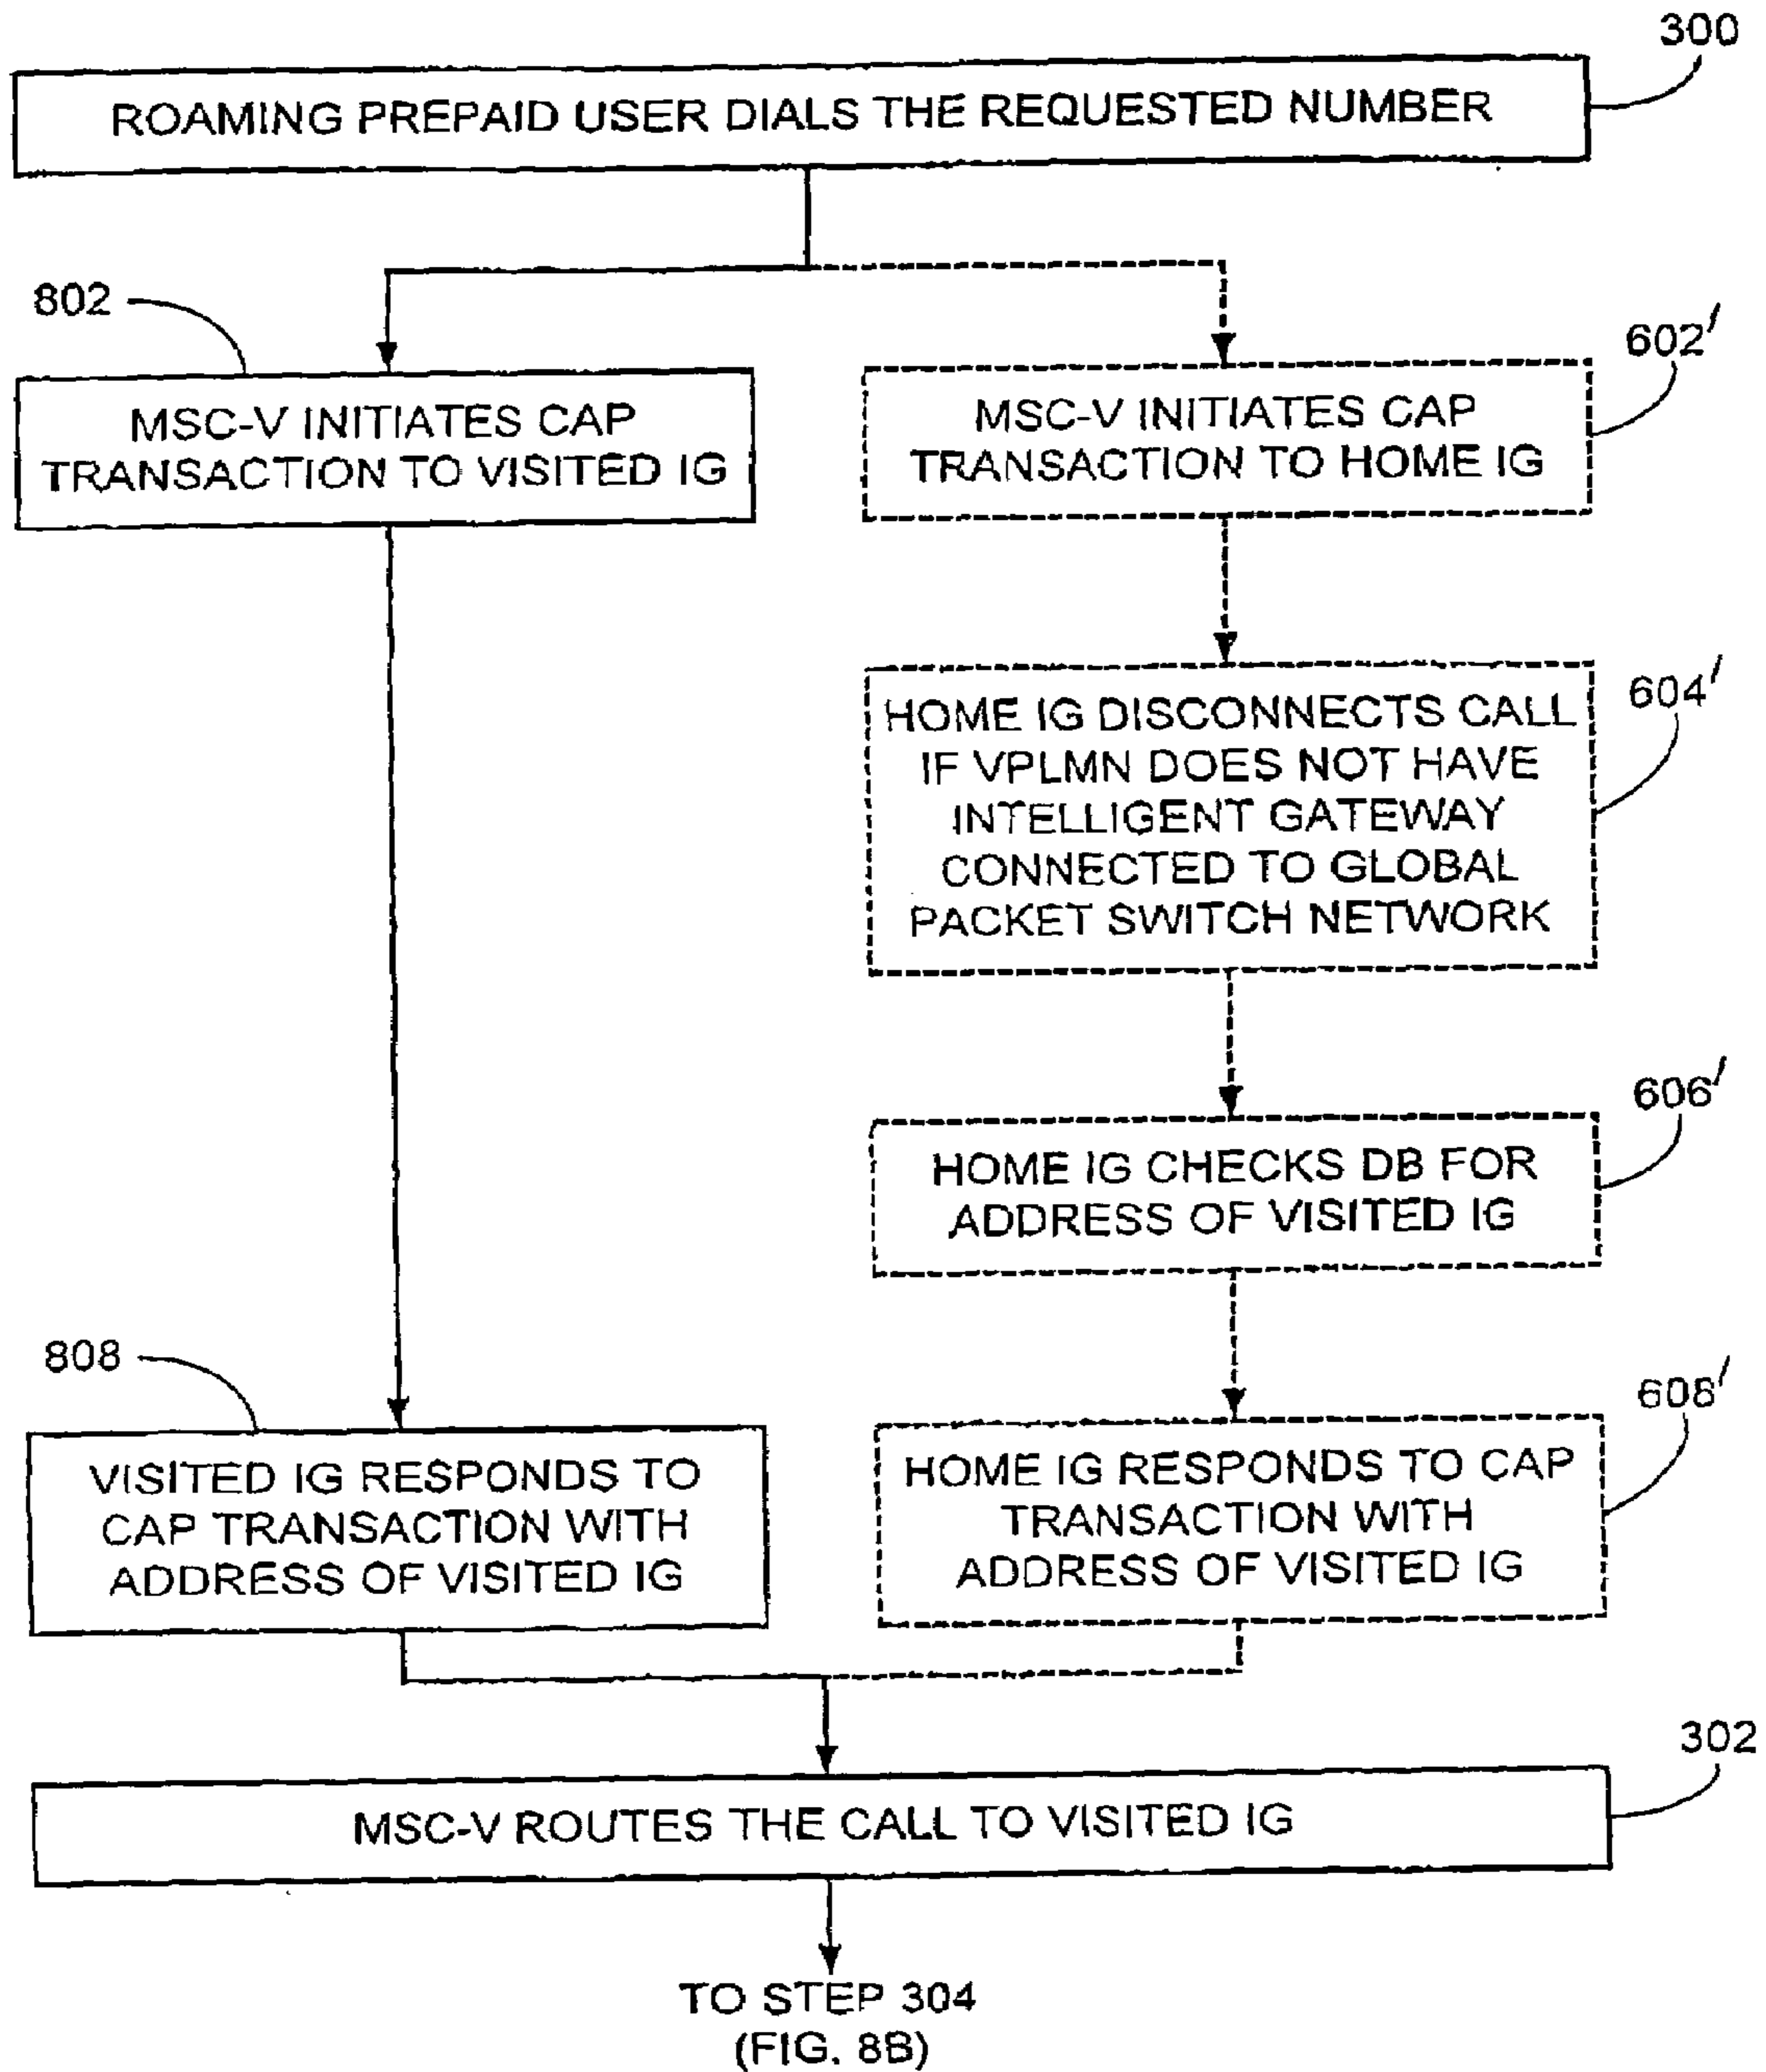 300
ROAMING PREPAID USER DIALS THE REQUESTED NUMBER
802
MSC-V INITIATES CAP
TRANSACTION TO VISITED IG
602'
MSC-V INITIATES CAP
TRANSACTION TO HOME IG
604'
HOME IG DISCONNECTS CALL
IF VPLMN DOES NOT HAVE
INTELLIGENT GATEWAY
CONNECTED TO GLOBAL
PACKET SWITCH NETWORK
606'
HOME IG CHECKS DB FOR
ADDRESS OF VISITED IG
808
VISITED IG RESPONDS TO
CAP TRANSACTION WITH
ADDRESS OF VISITED IG
608'
HOME IG RESPONDS TO CAP
TRANSACTION WITH
ADDRESS OF VISITED IG
302
MSC-V ROUTES THE CALL TO VISITED IG
TO STEP 304
(FIG. 8B)